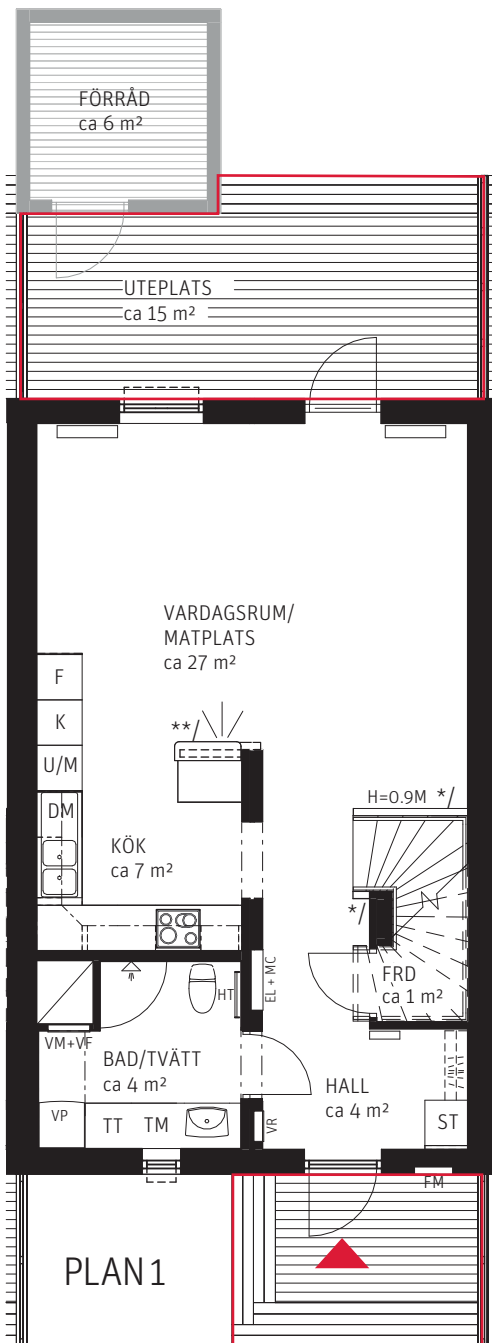 FÖRRÅD
ca 6 m²
UTEPLATS
ca 15 m²
VARDAGSRUM/
MATPLATS
ca 27 m²
F
K
**/
U/M
H=0.9M */
DM
KÖK
ca 7 m²
*/
EL + MC
FRD
ca 1 m²
HT
VM+VF
BAD/TVÄTT
ca 4 m²
HALL
ca 4 m²
VP
TT
TM
VR
ST
FM
PLAN 1